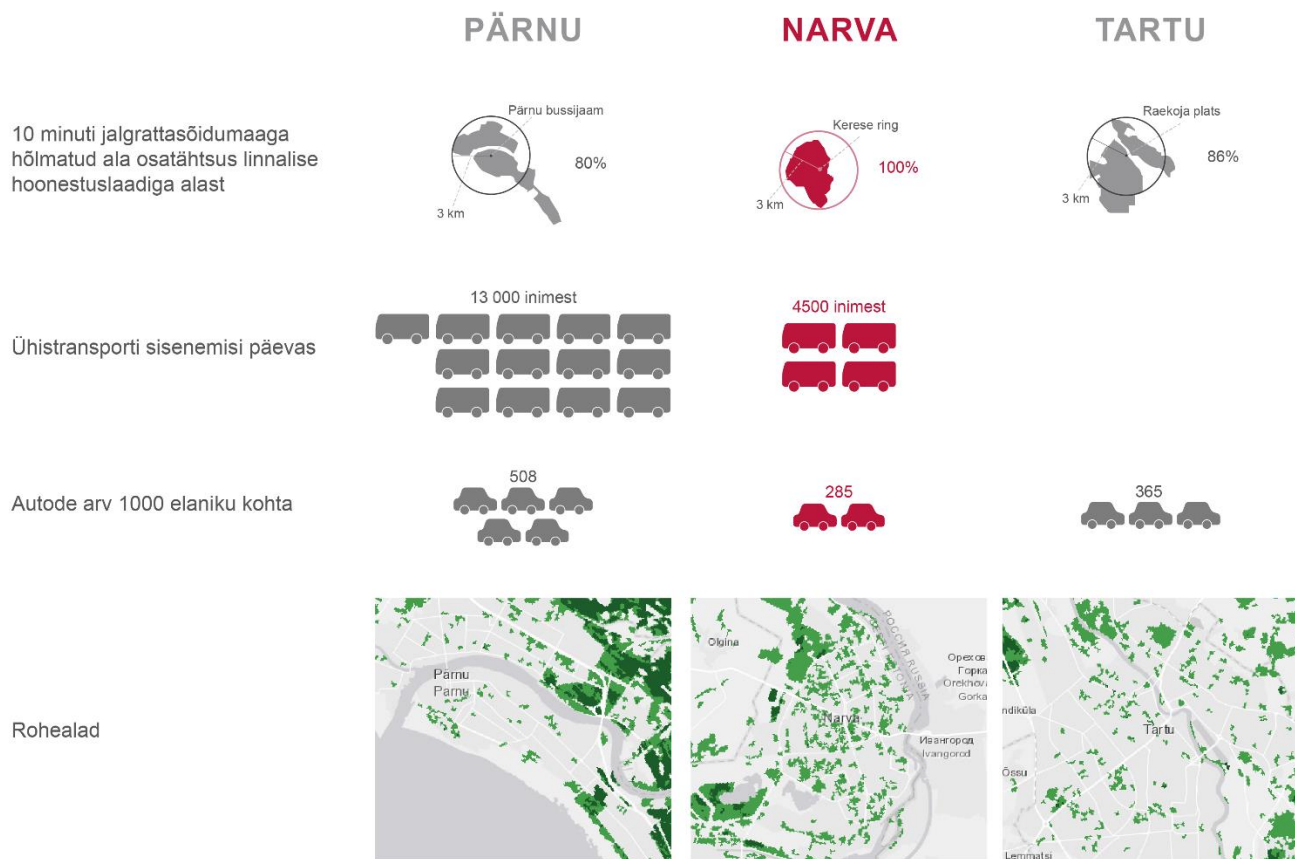 PÄRNU
NARVA
TARTU
10 minuti jalgrattasõidumaaga
hõlmatud ala osatähtsus linnalise
hoonestuslaadiga alast
Pärnu bussijaam
80%
3 km
Kerese ring
100%
3 km
Raekoja plats
86%
3 km
Ühistransporti sisenemisi päevas
13 000 inimest
4500 inimest
Autode arv 1000 elaniku kohta
508
285
365
Rohealad
Pärnu
Parnu
Olgina
РОССИЯ RUSSIA
ESTONIA
Орехов
Горка
Orekhova
Gorka
Narva
Ивангород
Ivangorod
ndiküla
Tartu
Õssu
Lemmatsi